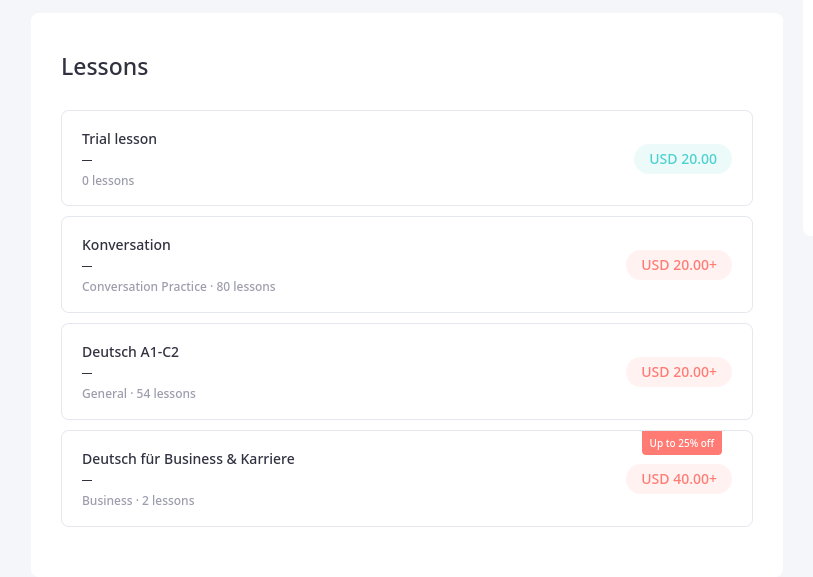 Lessons
Trial lesson
—
0 lessons
USD 20.00
Konversation
—
Conversation Practice · 80 lessons
USD 20.00+
Deutsch A1-C2
—
General · 54 lessons
USD 20.00+
Up to 25% off
Deutsch für Business & Karriere
—
Business · 2 lessons
USD 40.00+